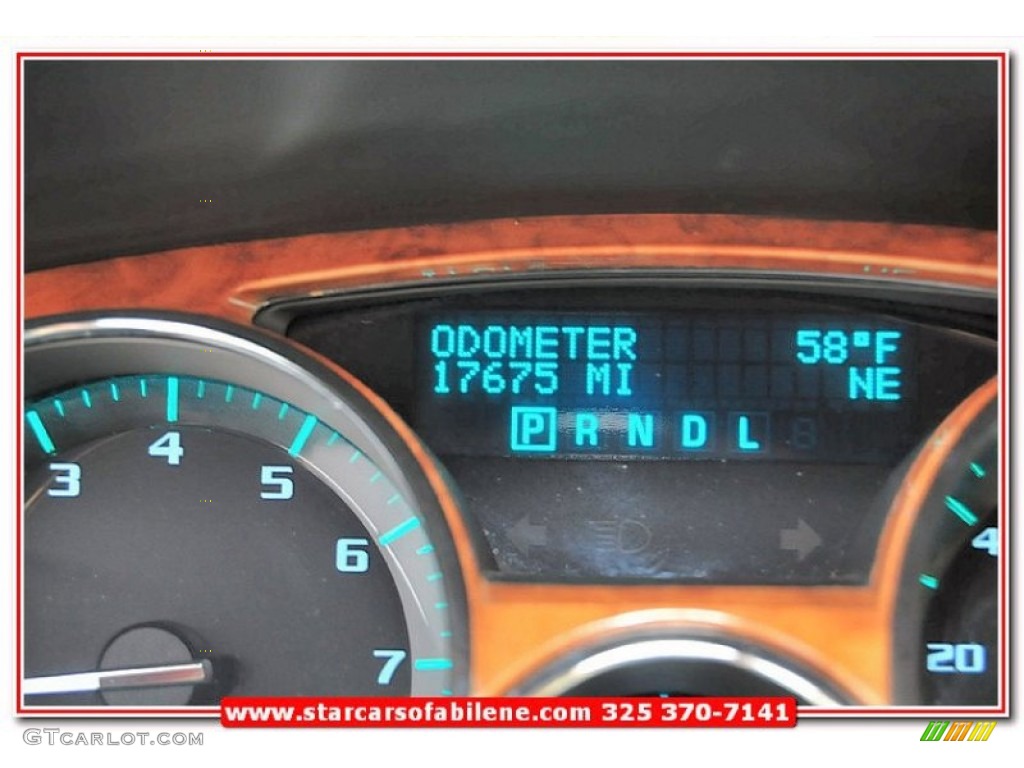 ODOMETER 58°F
17675 MI NE
P R N D L
3 4 5 6 7
4
20
www.starcarsofabilene.com 325 370-7141
GTcarlot.com